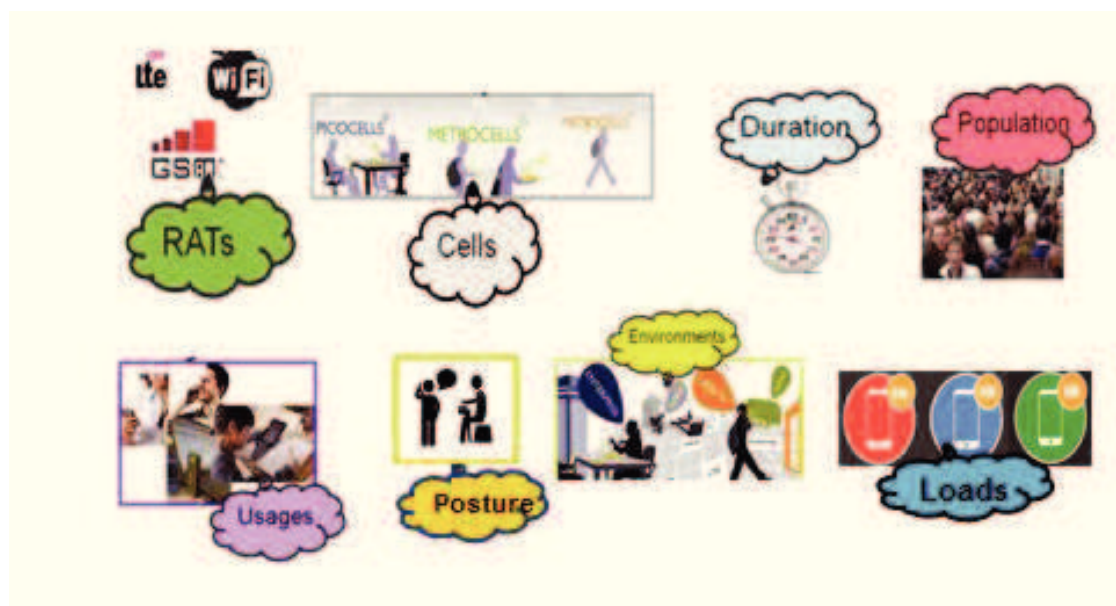 lte
WiFi
GSM
RATs
PICOCELLS
METROCELLS
Cells
Duration
Population
Usages
Posture
Environments
Loads